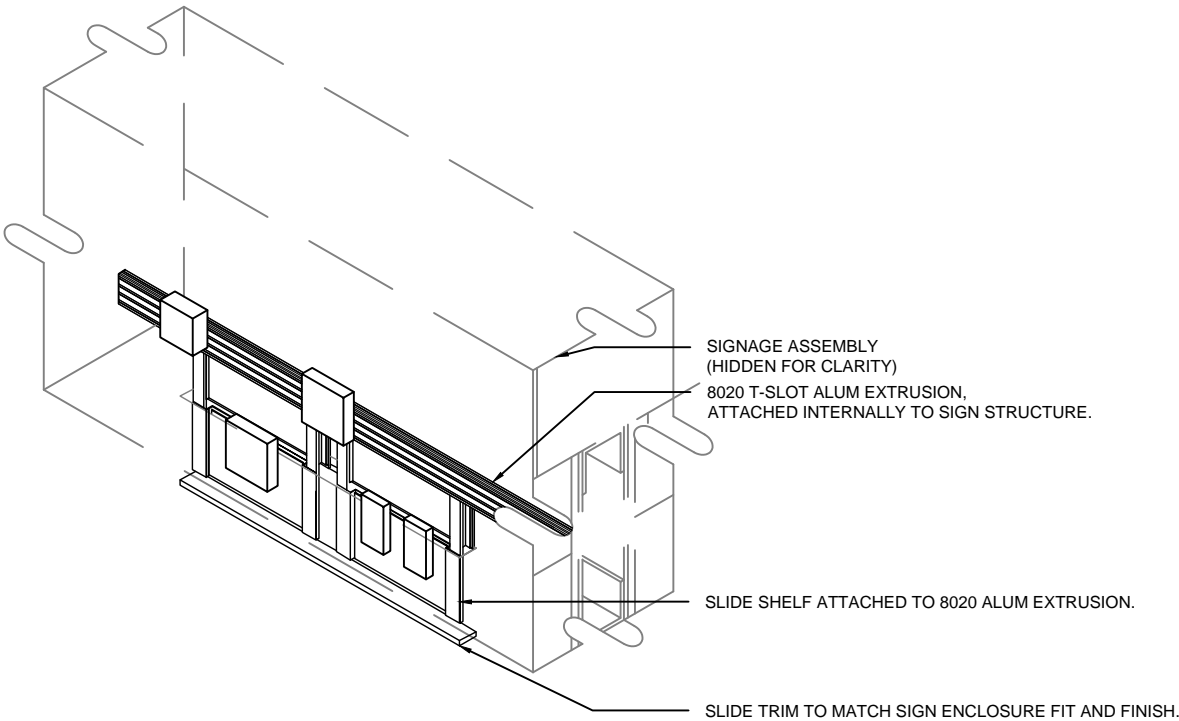 SIGNAGE ASSEMBLY
(HIDDEN FOR CLARITY)
8020 T-SLOT ALUM EXTRUSION,
ATTACHED INTERNALLY TO SIGN STRUCTURE.
SLIDE SHELF ATTACHED TO 8020 ALUM EXTRUSION.
SLIDE TRIM TO MATCH SIGN ENCLOSURE FIT AND FINISH.